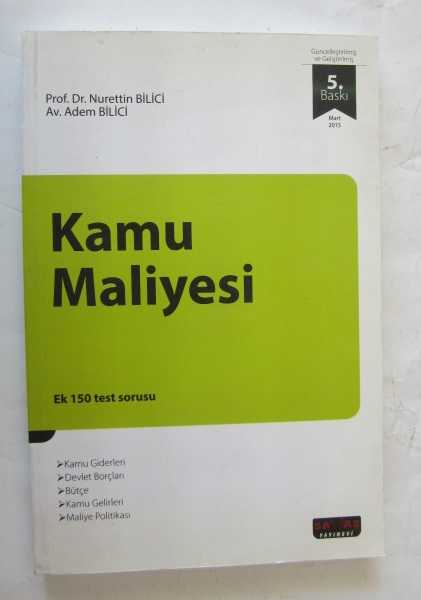 Prof. Dr. Nurettin BİLİCİ
Av. Adem BİLİCİ
Güncelleştirilmiş
ve Geliştirilmiş
5.
Baskı
Mart
2015
Kamu
Maliyesi
Ek 150 test sorusu
➢Kamu Giderleri
➢Devlet Borçları
➢Bütçe
➢Kamu Gelirleri
➢Maliye Politikası
YAYINEVİ